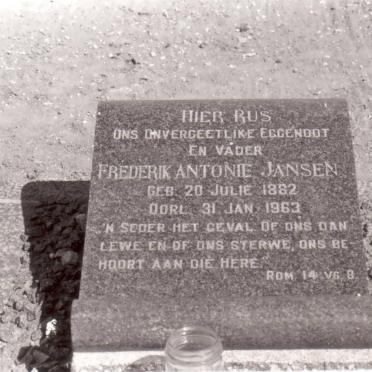 HIER RUS
ONS ONVERGEETLIKE EGGENOOT
EN VADER
FREDERIK ANTONIE JANSEN
GEB. 20 JULIE 1882
OORL. 31 JAN. 1963
'N SEDER HET GEVAL OF ONS DAN
LEWE EN OF ONS STERWE, ONS BE-
HOORT AAN DIE HERE.
ROM. 14. VS. 8.